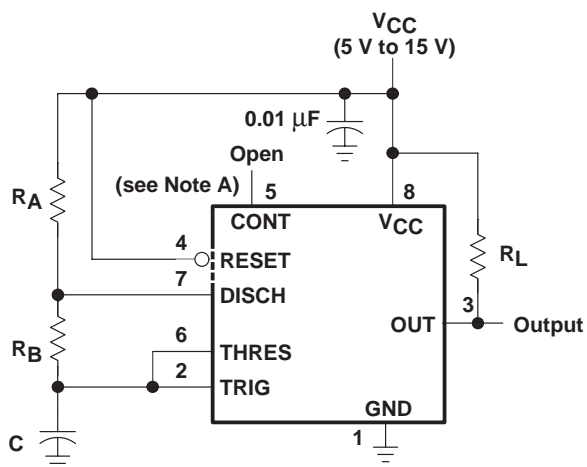 VCC
(5 V to 15 V)
0.01 μF
Open
(see Note A)
5
8
RA
CONT
VCC
4
RESET
RL
7
DISCH
3
OUT
Output
RB
6
THRES
2
TRIG
GND
C
1